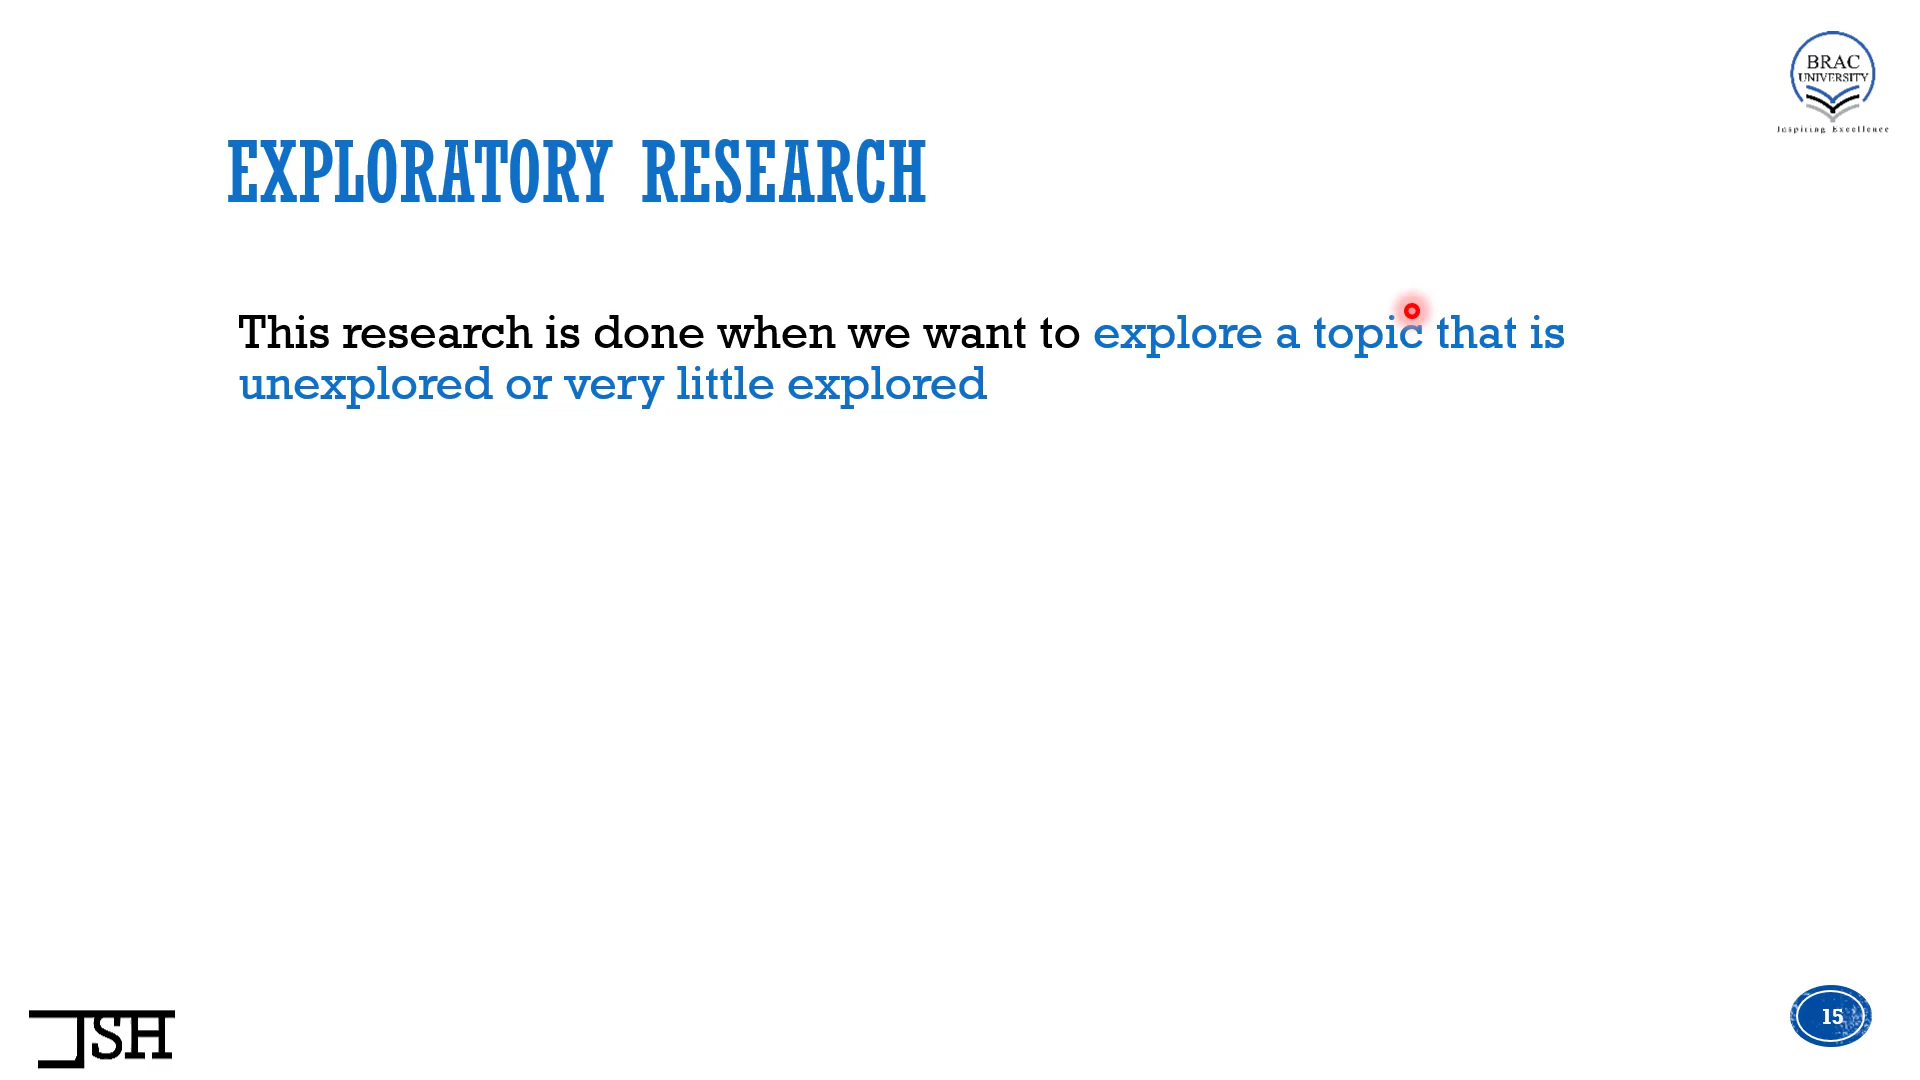 BRAC
UNIVERSITY
Inspiring Excellence
EXPLORATORY RESEARCH
This research is done when we want to explore a topic that is
unexplored or very little explored
JSH
15